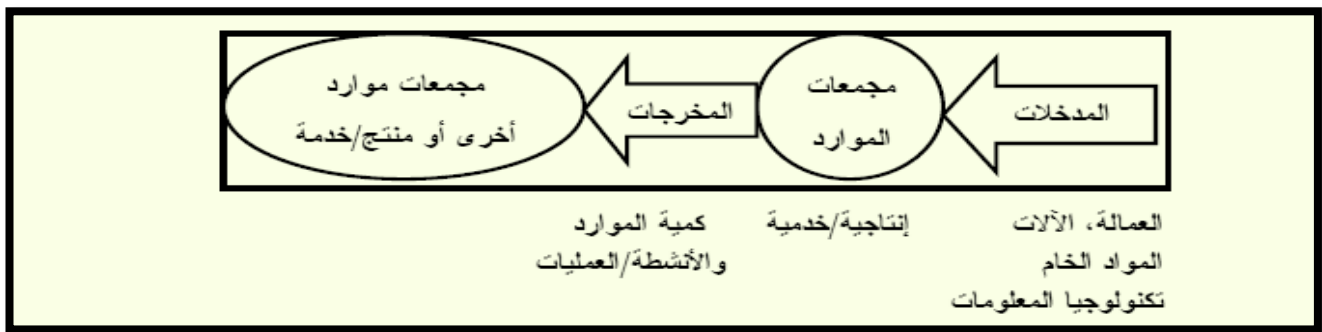 المدخلات
مجمعات
الموارد
المخرجات
مجمعات موارد
أخرى أو منتج/خدمة
العمالة، الآلات
المواد الخام
تكنولوجيا المعلومات
إنتاجية/خدمية
كمية الموارد
والأنشطة/العمليات